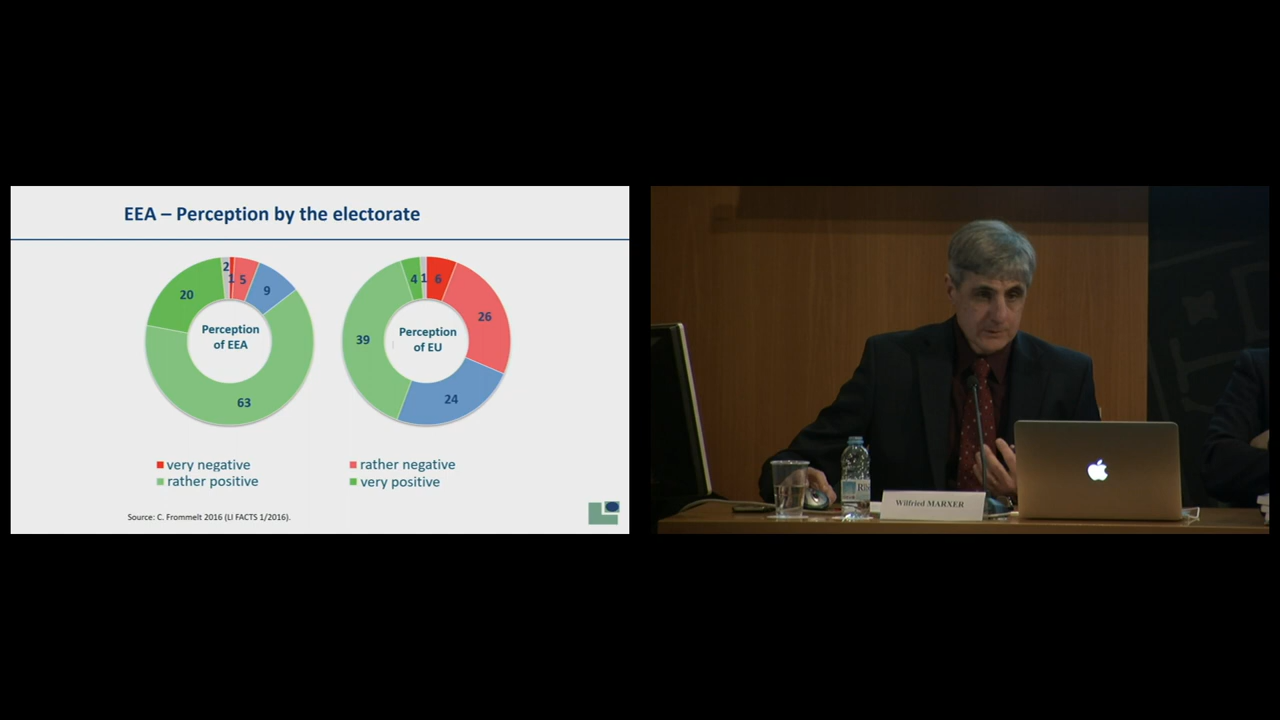 EEA – Perception by the electorate
2
1
5
9
20
63
Perception
of EEA
4
1
6
26
39
24
Perception
of EU
very negative
rather negative
rather positive
very positive
Source: C. Frommelt 2016 (LI FACTS 1/2016).
Wilfried MARXER